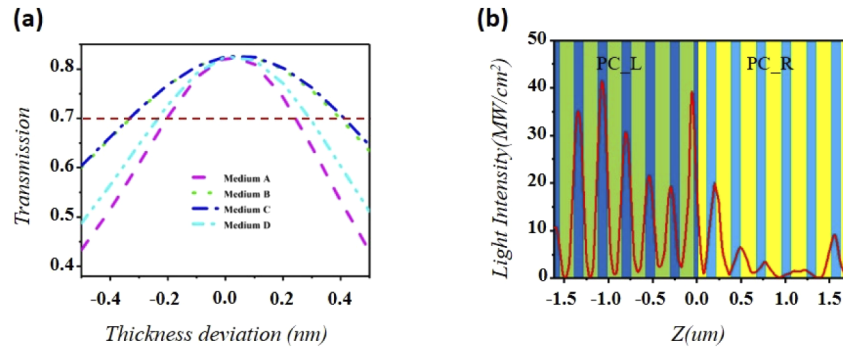 (a)
Transmission
0.8
0.7
0.6
0.5
0.4
Medium A
Medium B
Medium C
Medium D
-0.4 -0.2 0.0 0.2 0.4
Thickness deviation (nm)
(b)
Light Intensity(MW/cm²)
50
40
30
20
10
0
PC_L PC_R
-1.5 -1.0 -0.5 0.0 0.5 1.0 1.5
Z(um)